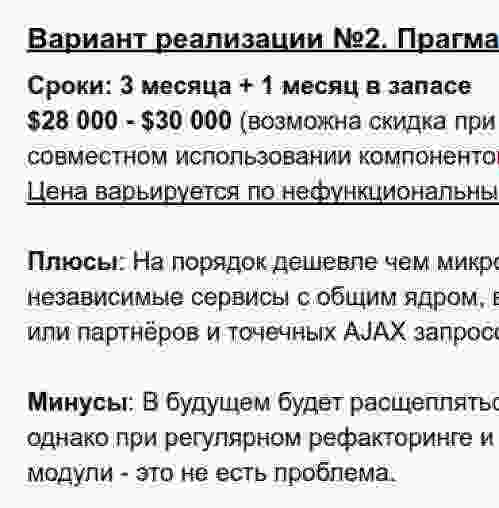 Вариант реализации №2. Прагма
Сроки: 3 месяца + 1 месяц в запасе
$28 000 - $30 000 (возможна скидка при
совместном использовании компоненто
Цена варьируется по нефункциональны
Плюсы: На порядок дешевле чем микро
независимые сервисы с общим ядром, в
или партнёров и точечных AJAX запросо
Минусы: В будущем будет расщеплятьс
однако при регулярном рефакторинге и
модули - это не есть проблема.